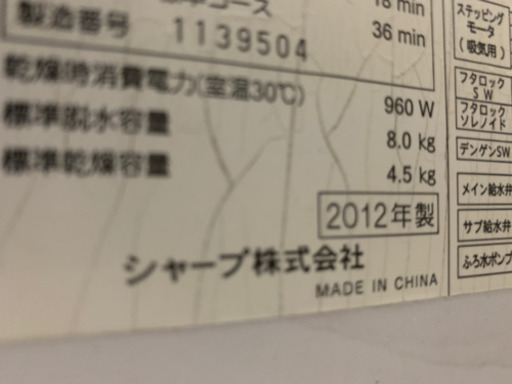 コース 18 min
製造番号 1139504 36 min
乾燥時消費電力(室温30℃) 960 W
標準脱水容量 8.0 kg
標準乾燥容量 4.5 kg
2012年製
シャープ株式会社
MADE IN CHINA
ステッピング
モータ
(吸気用)
フタロック
SW
フタロック
ソレノイド
デンゲンSW
メイン給水弁
サブ給水弁
ふろ水ポンプ